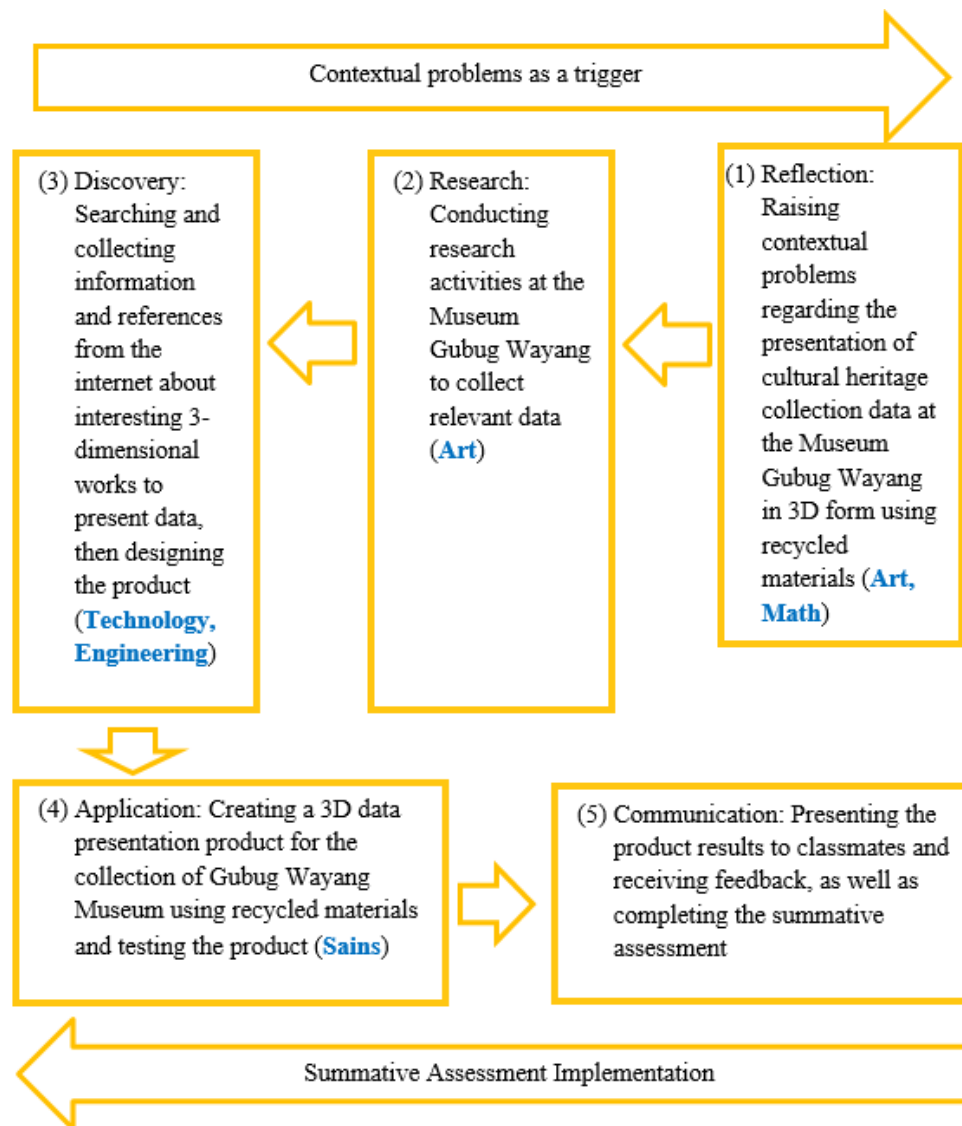 Contextual problems as a trigger
(3) Discovery:
Searching and
collecting
information
and references
from the
internet about
interesting 3-
dimensional
works to
present data,
then designing
the product
(Technology,
Engineering)
(2) Research:
Conducting
research
activities at the
Museum
Gubug Wayang
to collect
relevant data
(Art)
(1) Reflection:
Raising
contextual
problems
regarding the
presentation of
cultural heritage
collection data at
the Museum
Gubug Wayang
in 3D form using
recycled
materials (Art,
Math)
(4) Application: Creating a 3D data
presentation product for the
collection of Gubug Wayang
Museum using recycled materials
and testing the product (Sains)
(5) Communication: Presenting the
product results to classmates and
receiving feedback, as well as
completing the summative
assessment
Summative Assessment Implementation